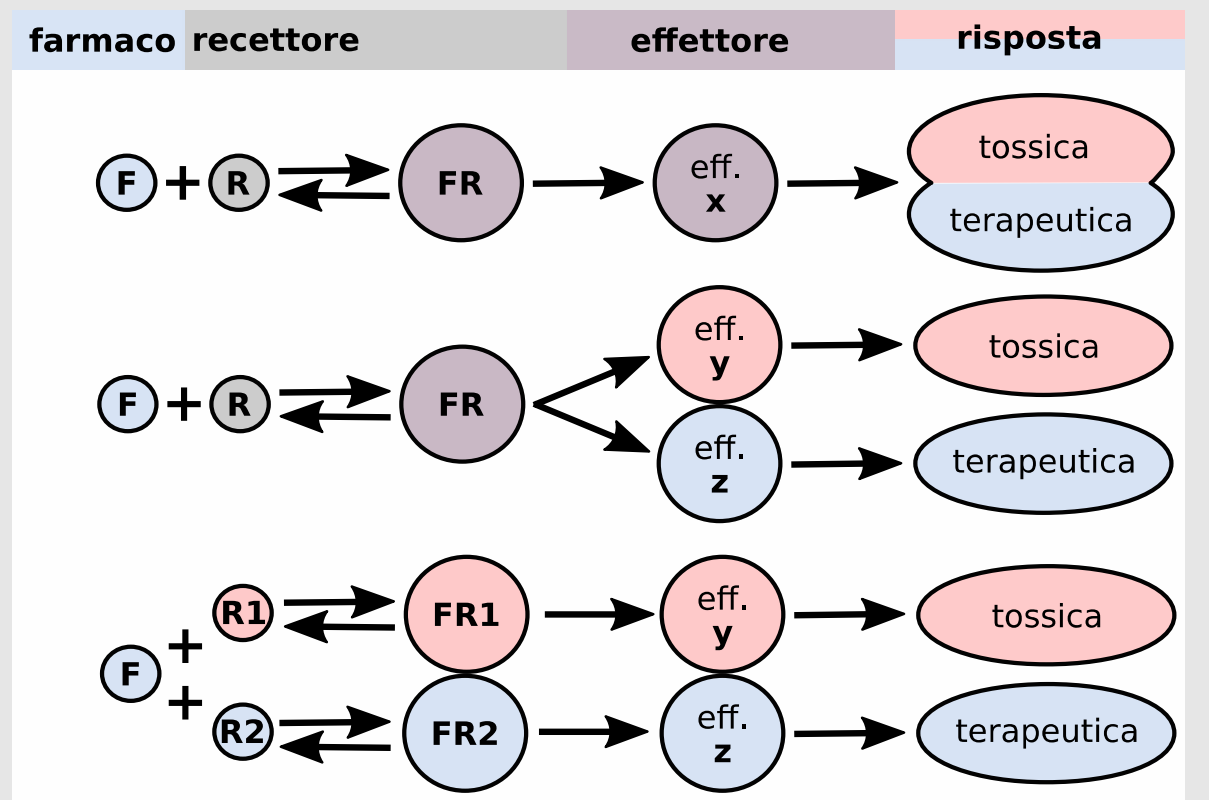 farmaco recettore effettore risposta
F + R FR eff. x tossica
terapeutica
F + R FR eff. y tossica
eff. z terapeutica
F + R1 FR1 eff. y tossica
+ R2 FR2 eff. z terapeutica